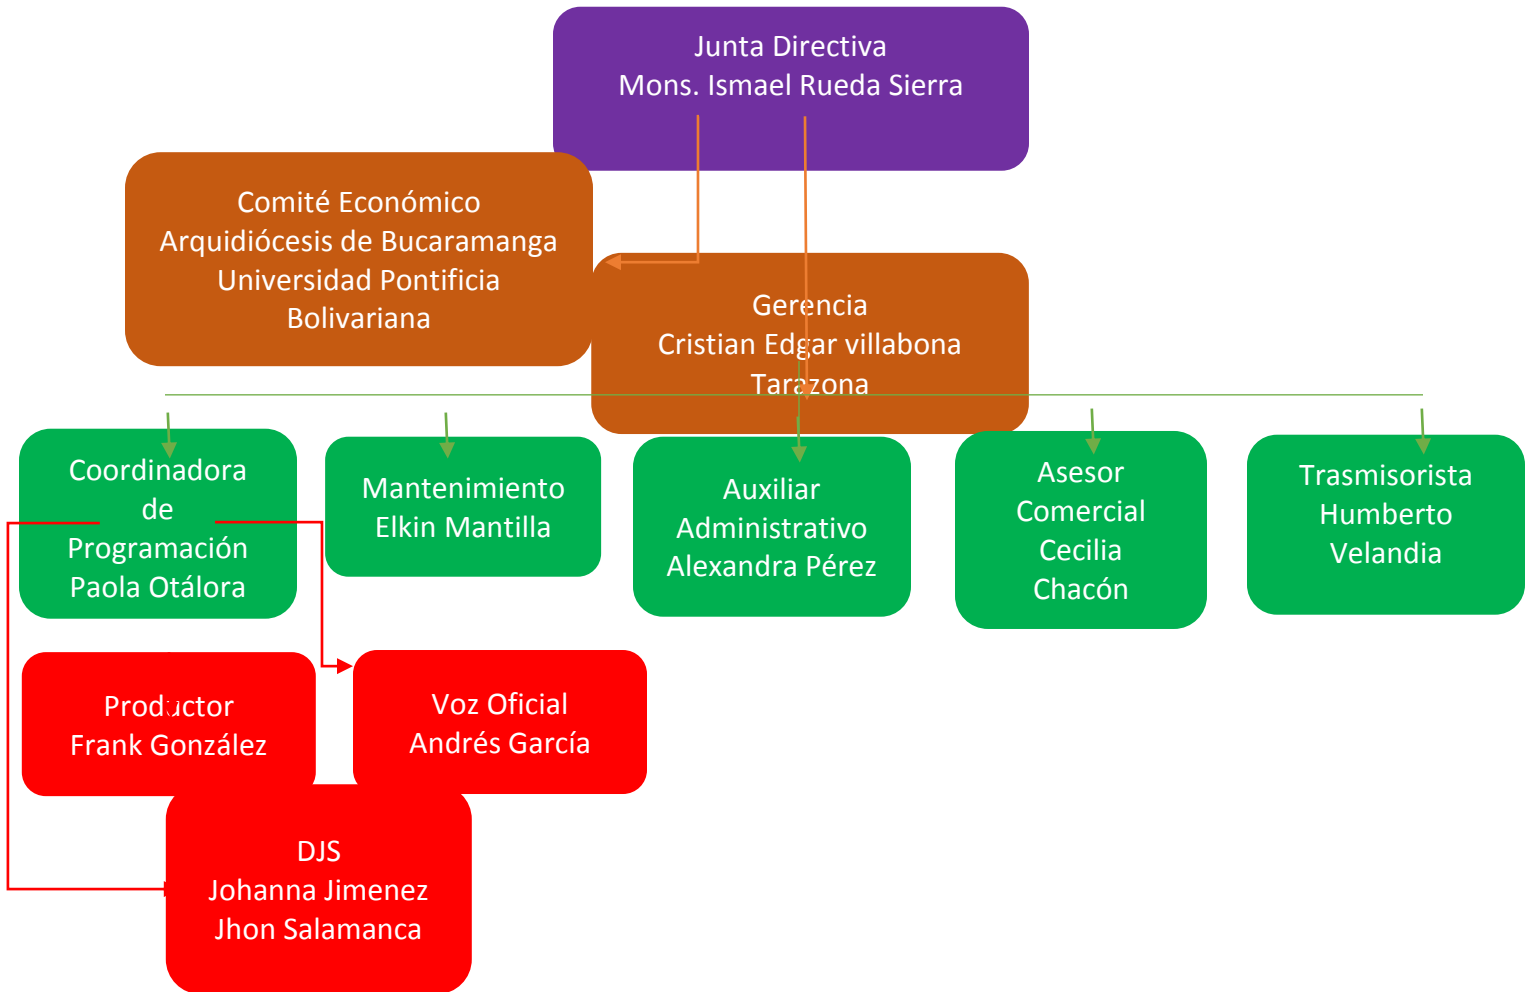 Junta Directiva
Mons. Ismael Rueda Sierra
Comité Económico
Arquidiócesis de Bucaramanga
Universidad Pontificia
Bolivariana
Gerencia
Cristian Edgar villabona
Tarazona
Coordinadora
de
Programación
Paola Otálora
Mantenimiento
Elkin Mantilla
Auxiliar
Administrativo
Alexandra Pérez
Asesor
Comercial
Cecilia
Chacón
Trasmisorista
Humberto
Velandia
Productor
Frank González
Voz Oficial
Andrés García
DJS
Johanna Jimenez
Jhon Salamanca